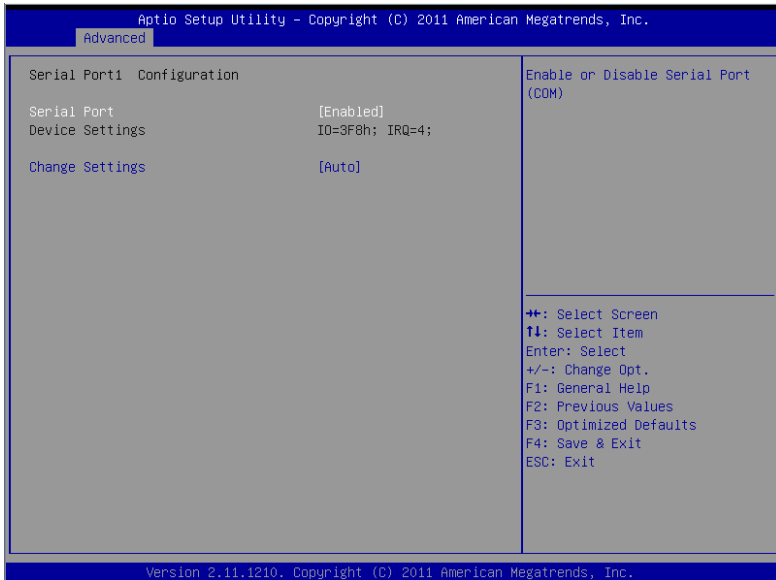 Aptio Setup Utility – Copyright (C) 2011 American Megatrends, Inc.
Advanced
Serial Port1 Configuration
Serial Port [Enabled]
Device Settings IO=3F8h; IRQ=4;
Change Settings [Auto]
Enable or Disable Serial Port
(COM)
→←: Select Screen
↑↓: Select Item
Enter: Select
+/-: Change Opt.
F1: General Help
F2: Previous Values
F3: Optimized Defaults
F4: Save & Exit
ESC: Exit
Version 2.11.1210. Copyright (C) 2011 American Megatrends, Inc.